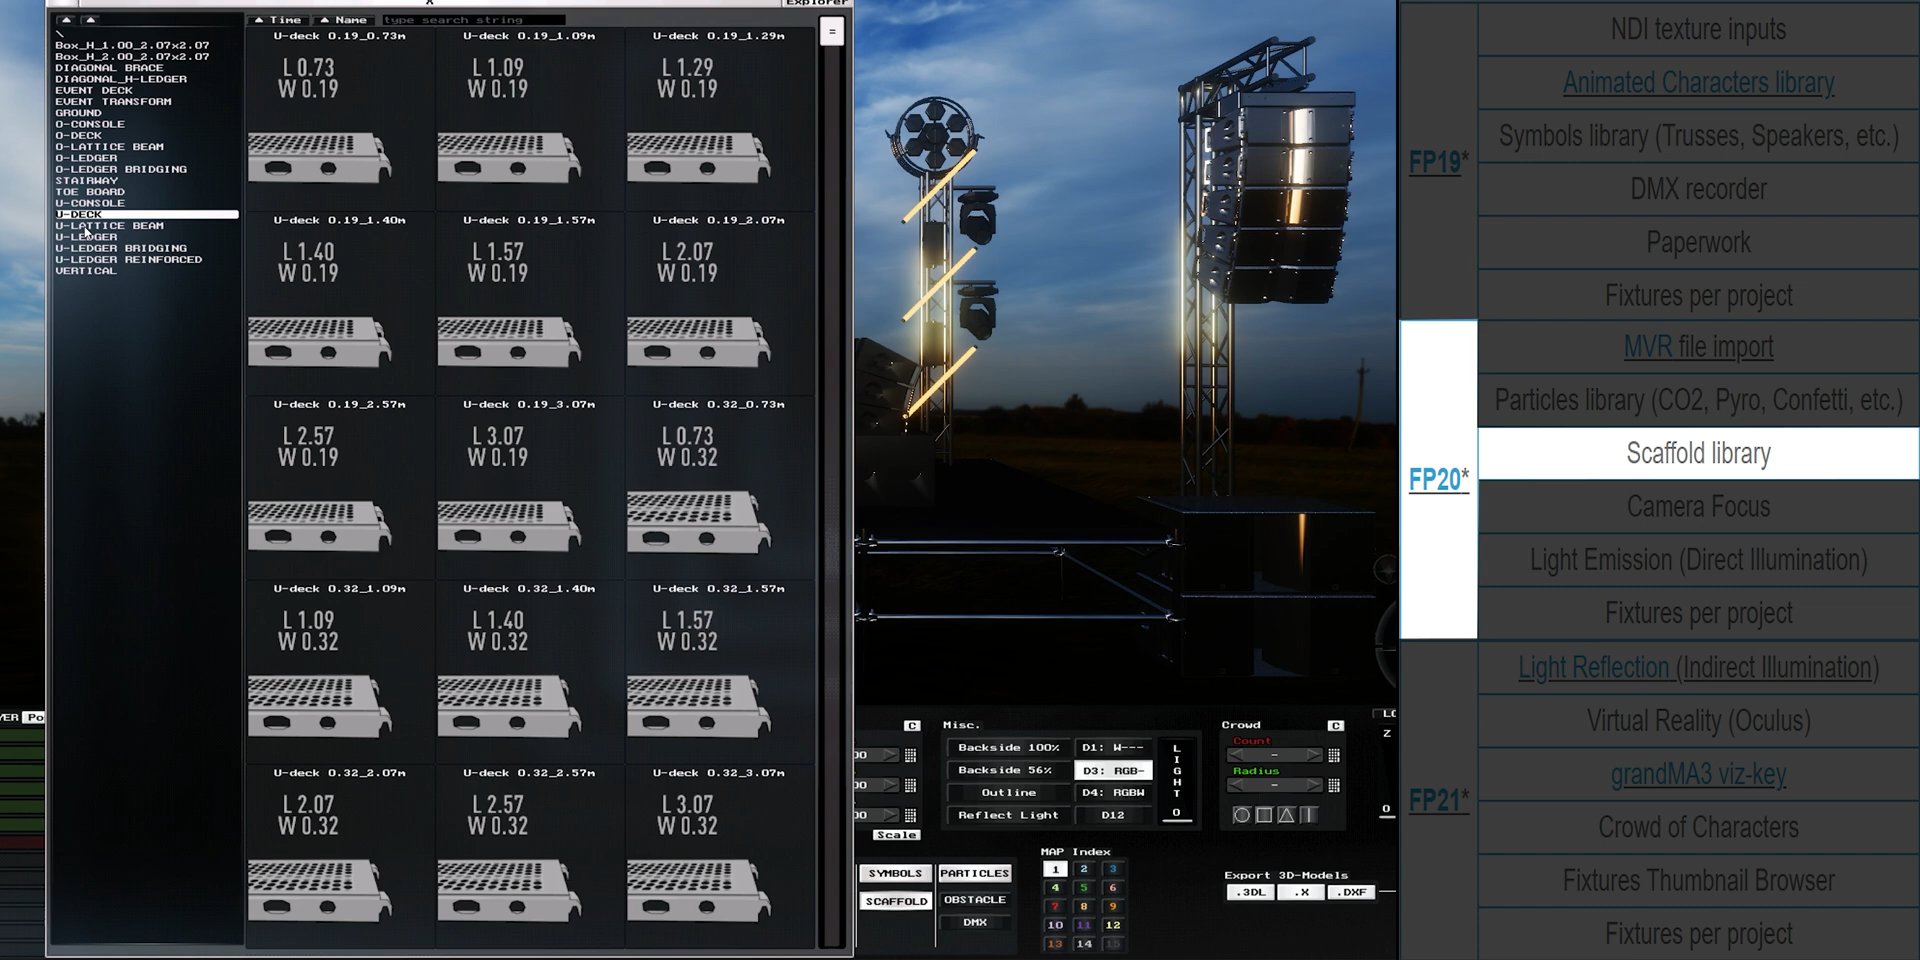 x
Explorer
Time
Name
type search string
=
\
Box_H_1.00_2.07x2.07
Box_H_2.00_2.07x2.07
DIAGONAL BRACE
DIAGONAL_H-LEDGER
EVENT DECK
EVENT TRANSFORM
GROUND
O-CONSOLE
O-DECK
O-LATTICE BEAM
O-LEDGER
O-LEDGER BRIDGING
STAIRWAY
TOE BOARD
U-CONSOLE
U-DECK
U-LATTICE BEAM
U-LEDGER
U-LEDGER BRIDGING
U-LEDGER REINFORCED
VERTICAL
U-deck 0.19_0.73m
L 0.73
W 0.19
U-deck 0.19_1.09m
L 1.09
W 0.19
U-deck 0.19_1.29m
L 1.29
W 0.19
U-deck 0.19_1.40m
L 1.40
W 0.19
U-deck 0.19_1.57m
L 1.57
W 0.19
U-deck 0.19_2.07m
L 2.07
W 0.19
U-deck 0.19_2.57m
L 2.57
W 0.19
U-deck 0.19_3.07m
L 3.07
W 0.19
U-deck 0.32_0.73m
L 0.73
W 0.32
U-deck 0.32_1.09m
L 1.09
W 0.32
U-deck 0.32_1.40m
L 1.40
W 0.32
U-deck 0.32_1.57m
L 1.57
W 0.32
U-deck 0.32_2.07m
L 2.07
W 0.32
U-deck 0.32_2.57m
L 2.57
W 0.32
U-deck 0.32_3.07m
L 3.07
W 0.32
C
Scale
Misc.
Backside 100%
Backside 56%
Outline
Reflect Light
D1: W---
D3: RGB-
D4: RGBW
D12
LIGHT
0
Crowd
C
Count
-
Radius
-
Z
0
SYMBOLS
SCAFFOLD
PARTICLES
OBSTACLE
DMX
MAP Index
1 2 3
4 5 6
7 8 9
10 11 12
13 14 15
Export 3D-Models
.3DL
.X
.DXF
FP19*
NDI texture inputs
Animated Characters library
Symbols library (Trusses, Speakers, etc.)
DMX recorder
Paperwork
Fixtures per project
FP20*
MVR file import
Particles library (CO2, Pyro, Confetti, etc.)
Scaffold library
Camera Focus
Light Emission (Direct Illumination)
Fixtures per project
FP21*
Light Reflection (Indirect Illumination)
Virtual Reality (Oculus)
grandMA3 viz-key
Crowd of Characters
Fixtures Thumbnail Browser
Fixtures per project